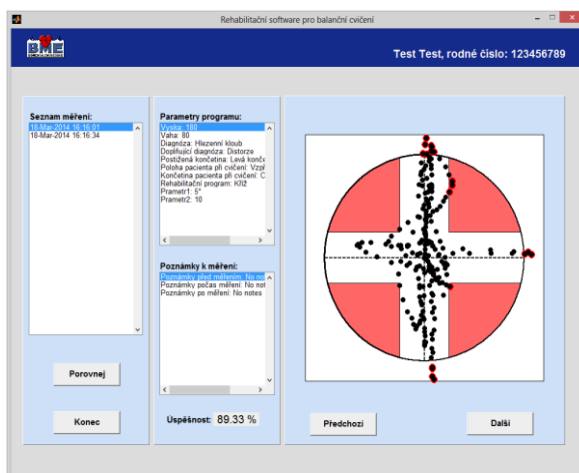 Rehabilitační software pro balanční cvičení
BME
Test Test, rodné číslo: 123456789
Seznam měření:
18-Mar-2014 16:16:01
18-Mar-2014 16:16:34
Porovnej
Konec
Parametry programu:
Vyska: 180
Vaha: 80
Diagnóza: Hlezenní kloub
Doplňující diagnóza: Distorze
Postižená končetina: Levá konče
Poloha pacienta při cvičení: Vzpř
Končetina pacienta při cvičení: C
Rehabilitační program: Kříž
Prametr1: 5°
Prametr2: 10
Poznámky k měření:
Poznámky před měřením: No not
Poznámky počas měření: No not
Poznámky po měření: No notes
Úspěšnost: 89.33 %
Předchozí
Další